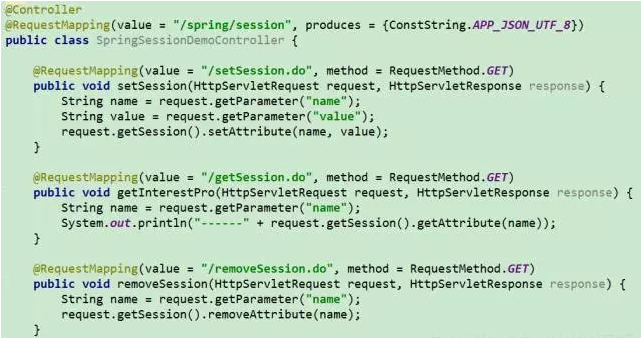 @Controller
@RequestMapping(value = "/spring/session", produces = {ConstString.APP_JSON_UTF_8})
public class SpringSessionDemoController {
@RequestMapping(value = "/setSession.do", method = RequestMethod.GET)
public void setSession(HttpServletRequest request, HttpServletResponse response) {
String name = request.getParameter("name");
String value = request.getParameter("value");
request.getSession().setAttribute(name, value);
}
@RequestMapping(value = "/getSession.do", method = RequestMethod.GET)
public void getInterestPro(HttpServletRequest request, HttpServletResponse response) {
String name = request.getParameter("name");
System.out.println("------" + request.getSession().getAttribute(name));
}
@RequestMapping(value = "/removeSession.do", method = RequestMethod.GET)
public void removeSession(HttpServletRequest request, HttpServletResponse response) {
String name = request.getParameter("name");
request.getSession().removeAttribute(name);
}